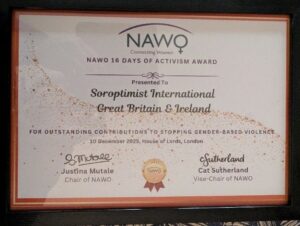 NAWO
Connecting Women
NAWO 16 DAYS OF ACTIVISM AWARD
Presented To
Soroptimist International
Great Britain & Ireland
FOR OUTSTANDING CONTRIBUTIONS TO STOPPING GENDER-BASED VIOLENCE
10 December 2025, House of Lords, London
Justina Mutale
Cat Sutherland
Chair of NAWO
Vice-Chair of NAWO